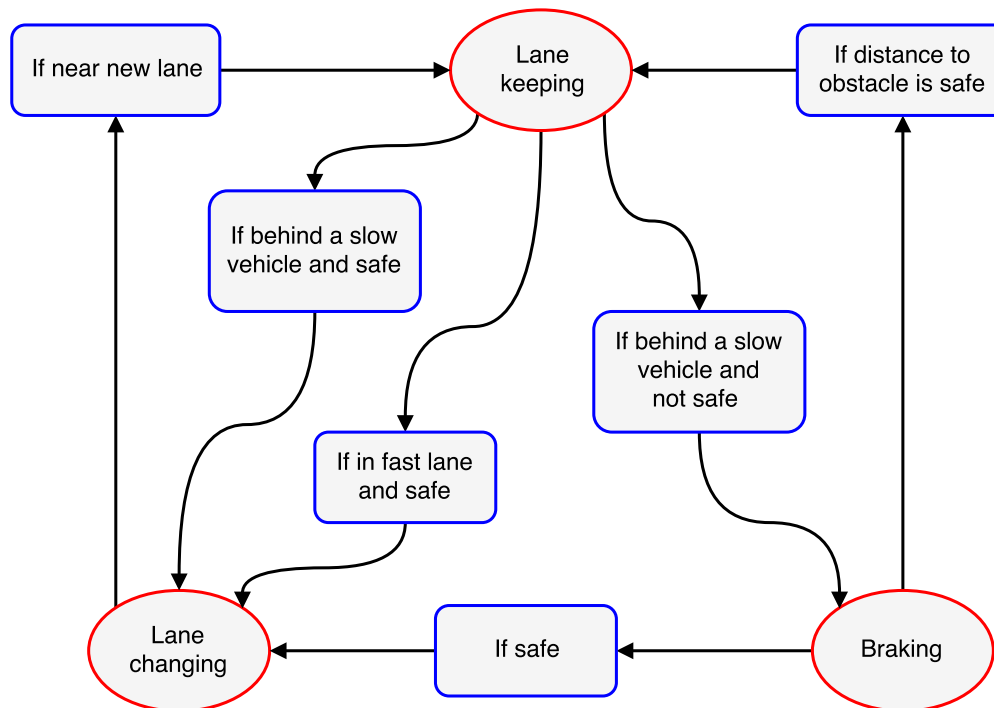 If near new lane
Lane
keeping
If distance to
obstacle is safe
If behind a slow
vehicle and safe
If behind a slow
vehicle and
not safe
If in fast lane
and safe
Lane
changing
If safe
Braking